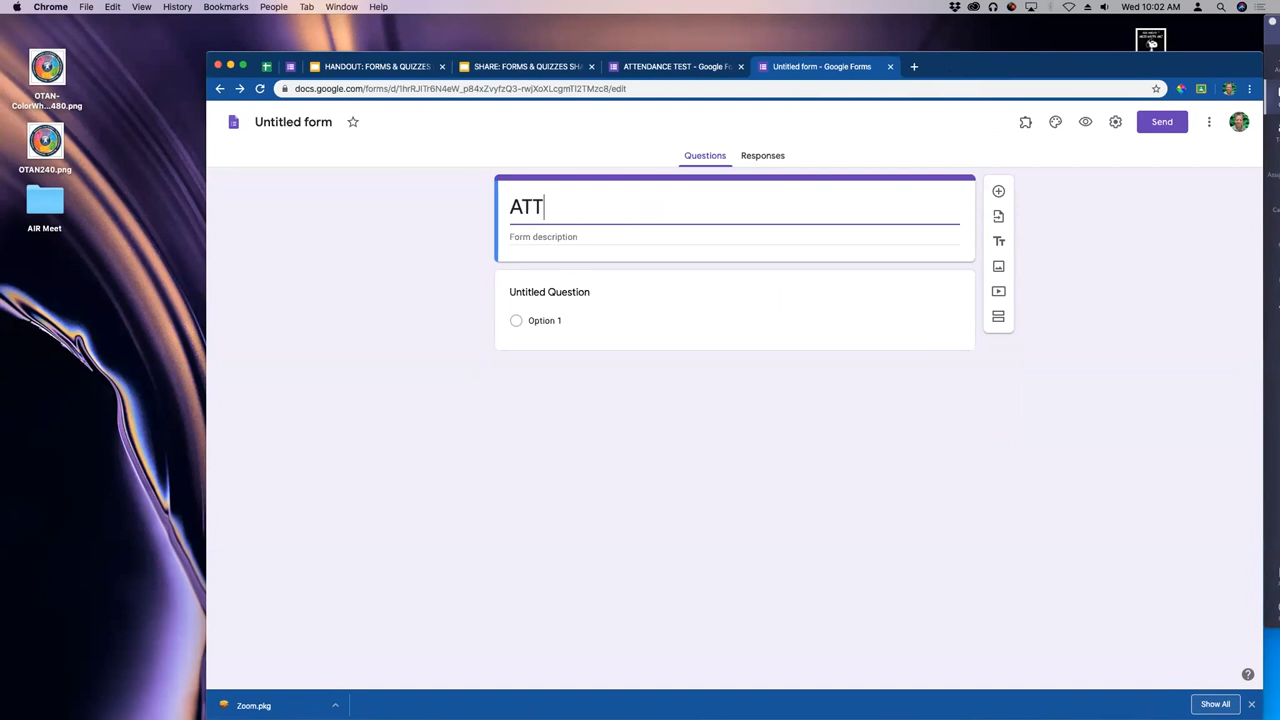 Chrome File Edit View History Bookmarks People Tab Window Help Wed 10:02 AM
OTAN-
ColorWh...480.png
OTAN240.png
AIR Meet
HANDOUT: FORMS & QUIZZES
SHARE: FORMS & QUIZZES SH
ATTENDANCE TEST - Google Fo
Untitled form - Google Forms
docs.google.com/forms/d/1hrRJlTr6N4eW_p84xZvyfzQ3-rwjXoXLcgmTl2TMzc8/edit
Untitled form
Send
Questions Responses
ATT
Form description
Untitled Question
Option 1
Zoom.pkg
Show All